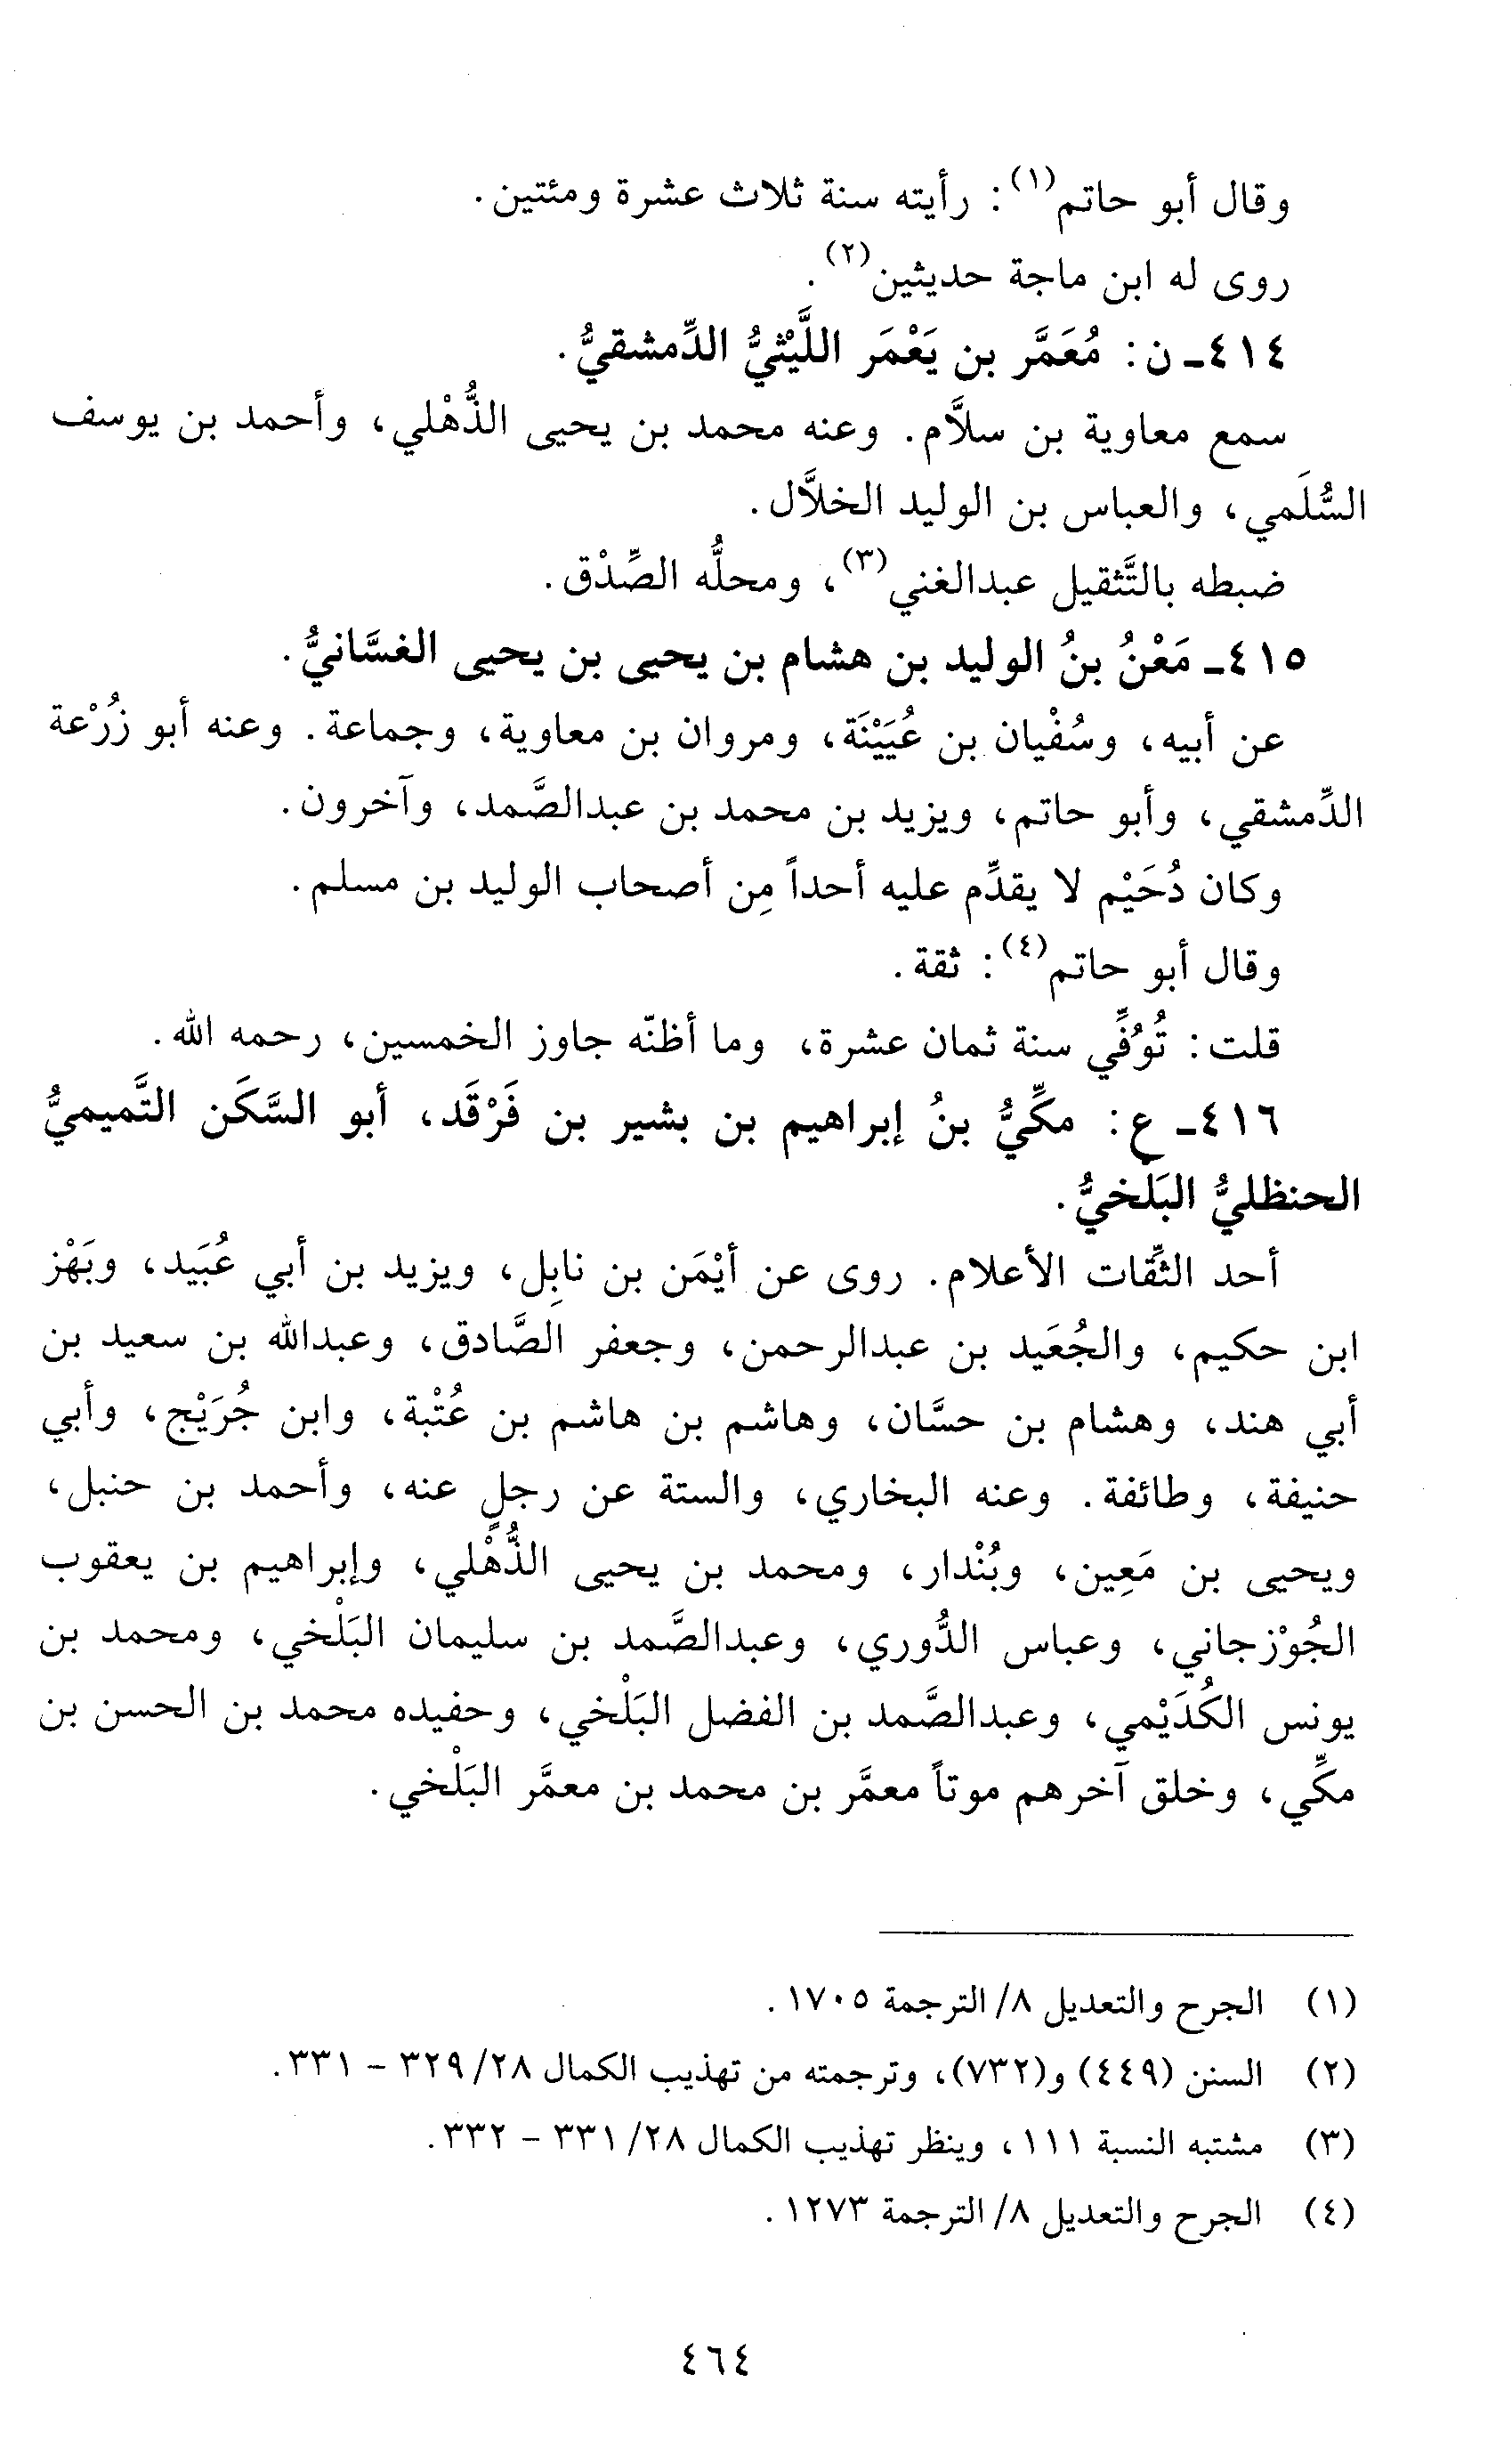 وقال أبو حاتم(١): رأيته سنة ثلاث عشرة ومئتين.
روى له ابن ماجة حديثين(٢).
٤١٤ـ ن: مُعَمَّر بن يَعْمَر اللَّيْثيُّ الدِّمشقيُّ.
سمع معاوية بن سلاَّم. وعنه محمد بن يحيى الذُّهْلي، وأحمد بن يوسف
السُّلَمي، والعباس بن الوليد الخلاَّل.
ضبطه بالتَّثقيل عبدالغني(٣)، ومحلُّه الصِّدْق.
٤١٥ـ مَعْنُ بنُ الوليد بن هشام بن يحيى بن يحيى الغسَّانيُّ.
عن أبيه، وسُفْيان بن عُيَيْنَة، ومروان بن معاوية، وجماعة. وعنه أبو زُرْعة
الدِّمشقي، وأبو حاتم، ويزيد بن محمد بن عبدالصَّمد، وآخرون.
وكان دُحَيْم لا يقدِّم عليه أحداً مِن أصحاب الوليد بن مسلم.
وقال أبو حاتم(٤): ثقة.
قلت: تُوُفِّي سنة ثمان عشرة، وما أظنّه جاوز الخمسين، رحمه الله.
٤١٦ـ ع: مكِّيُّ بنُ إبراهيم بن بشير بن فَرْقَد، أبو السَّكَن التَّميميُّ
الحنظليُّ البَلْخيُّ.
أحد الثِّقات الأعلام. روى عن أيْمَن بن نابِل، ويزيد بن أبي عُبَيد، وبَهْز
ابن حكيم، والجُعَيد بن عبدالرحمن، وجعفر الصَّادق، وعبدالله بن سعيد بن
أبي هند، وهشام بن حسَّان، وهاشم بن هاشم بن عُتْبة، وابن جُرَيْج، وأبي
حنيفة، وطائفة. وعنه البخاري، والستة عن رجلٍ عنه، وأحمد بن حنبل،
ويحيى بن مَعِين، وبُنْدار، ومحمد بن يحيى الذُّهْلي، وإبراهيم بن يعقوب
الجُوْزجاني، وعباس الدُّوري، وعبدالصَّمد بن سليمان البَلْخي، ومحمد بن
يونس الكُدَيْمي، وعبدالصَّمد بن الفضل البَلْخي، وحفيده محمد بن الحسن بن
مكِّي، وخلق آخرهم موتاً معمَّر بن محمد بن معمَّر البَلْخي.
(١) الجرح والتعديل ٨/ الترجمة ١٧٠٥.
(٢) السنن (٤٤٩) و(٧٣٢)، وترجمته من تهذيب الكمال ٢٨/ ٣٢٩ - ٣٣١.
(٣) مشتبه النسبة ١١١، وينظر تهذيب الكمال ٢٨/ ٣٣١ - ٣٣٢.
(٤) الجرح والتعديل ٨/ الترجمة ١٢٧٣.
٤٦٤